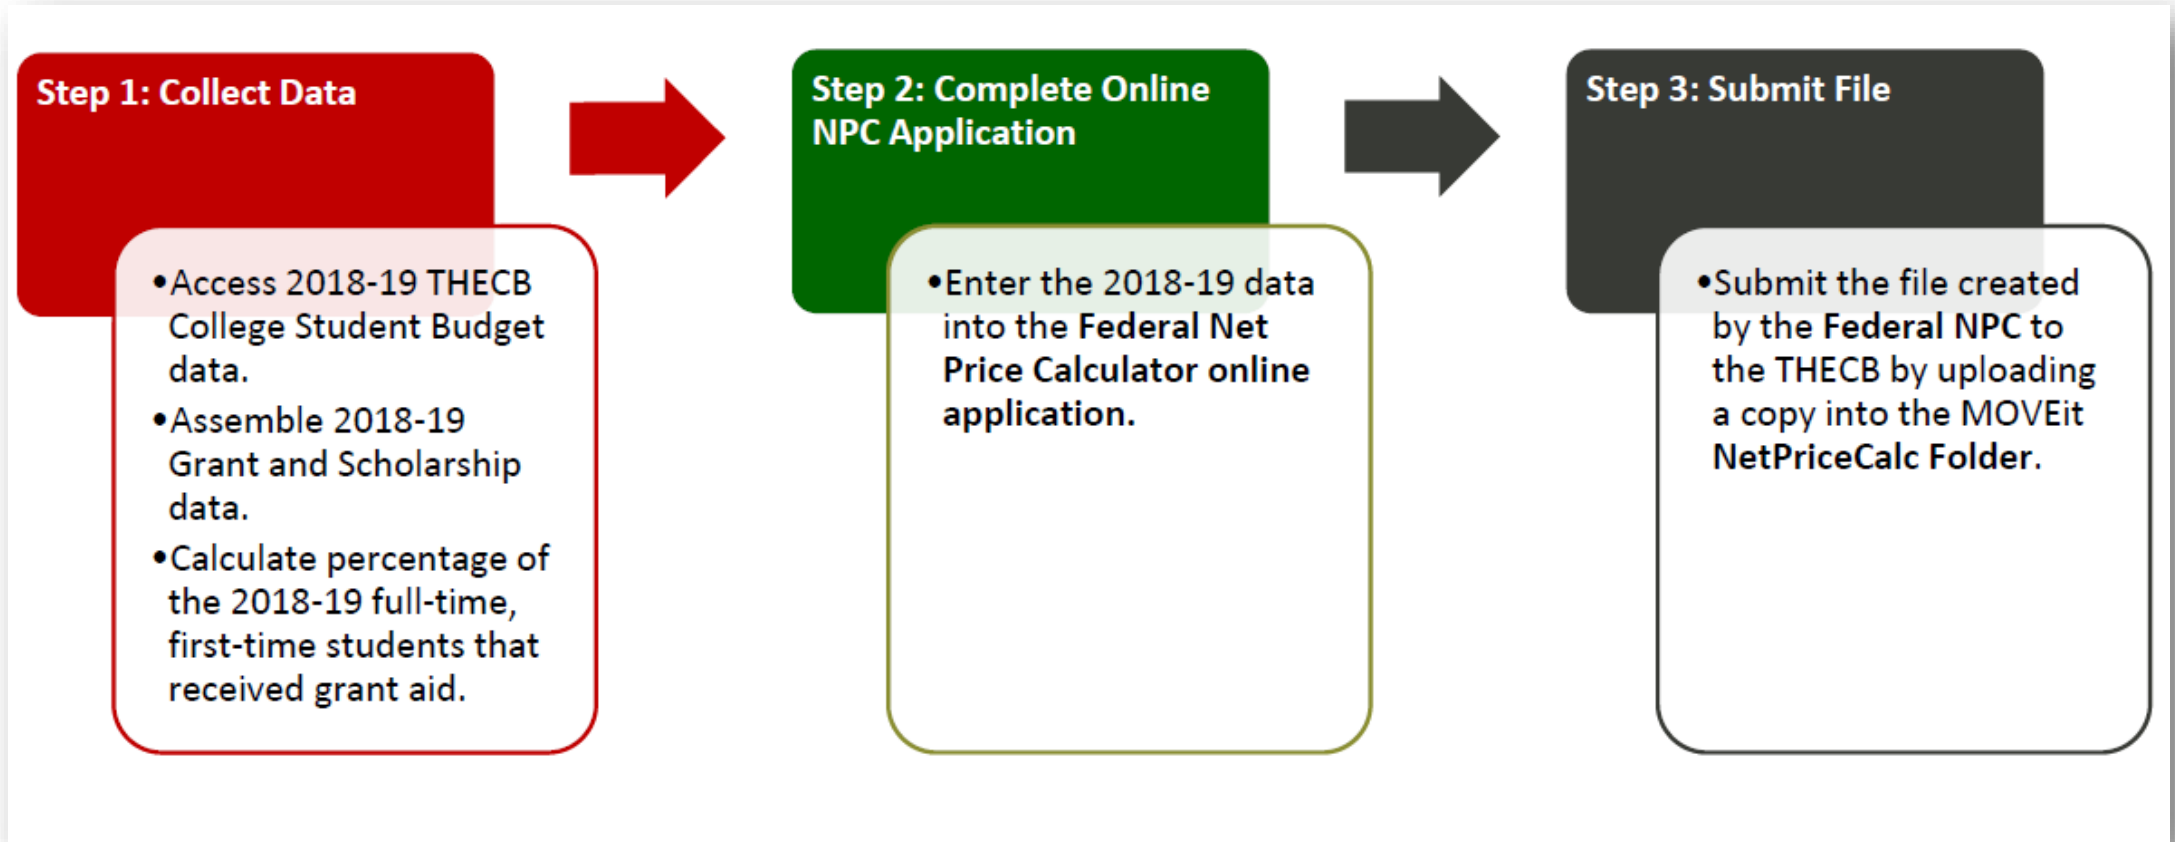 Step 1: Collect Data
•Access 2018-19 THECB
College Student Budget
data.
•Assemble 2018-19
Grant and Scholarship
data.
•Calculate percentage of
the 2018-19 full-time,
first-time students that
received grant aid.
Step 2: Complete Online
NPC Application
•Enter the 2018-19 data
into the Federal Net
Price Calculator online
application.
Step 3: Submit File
•Submit the file created
by the Federal NPC to
the THECB by uploading
a copy into the MOVEit
NetPriceCalc Folder.